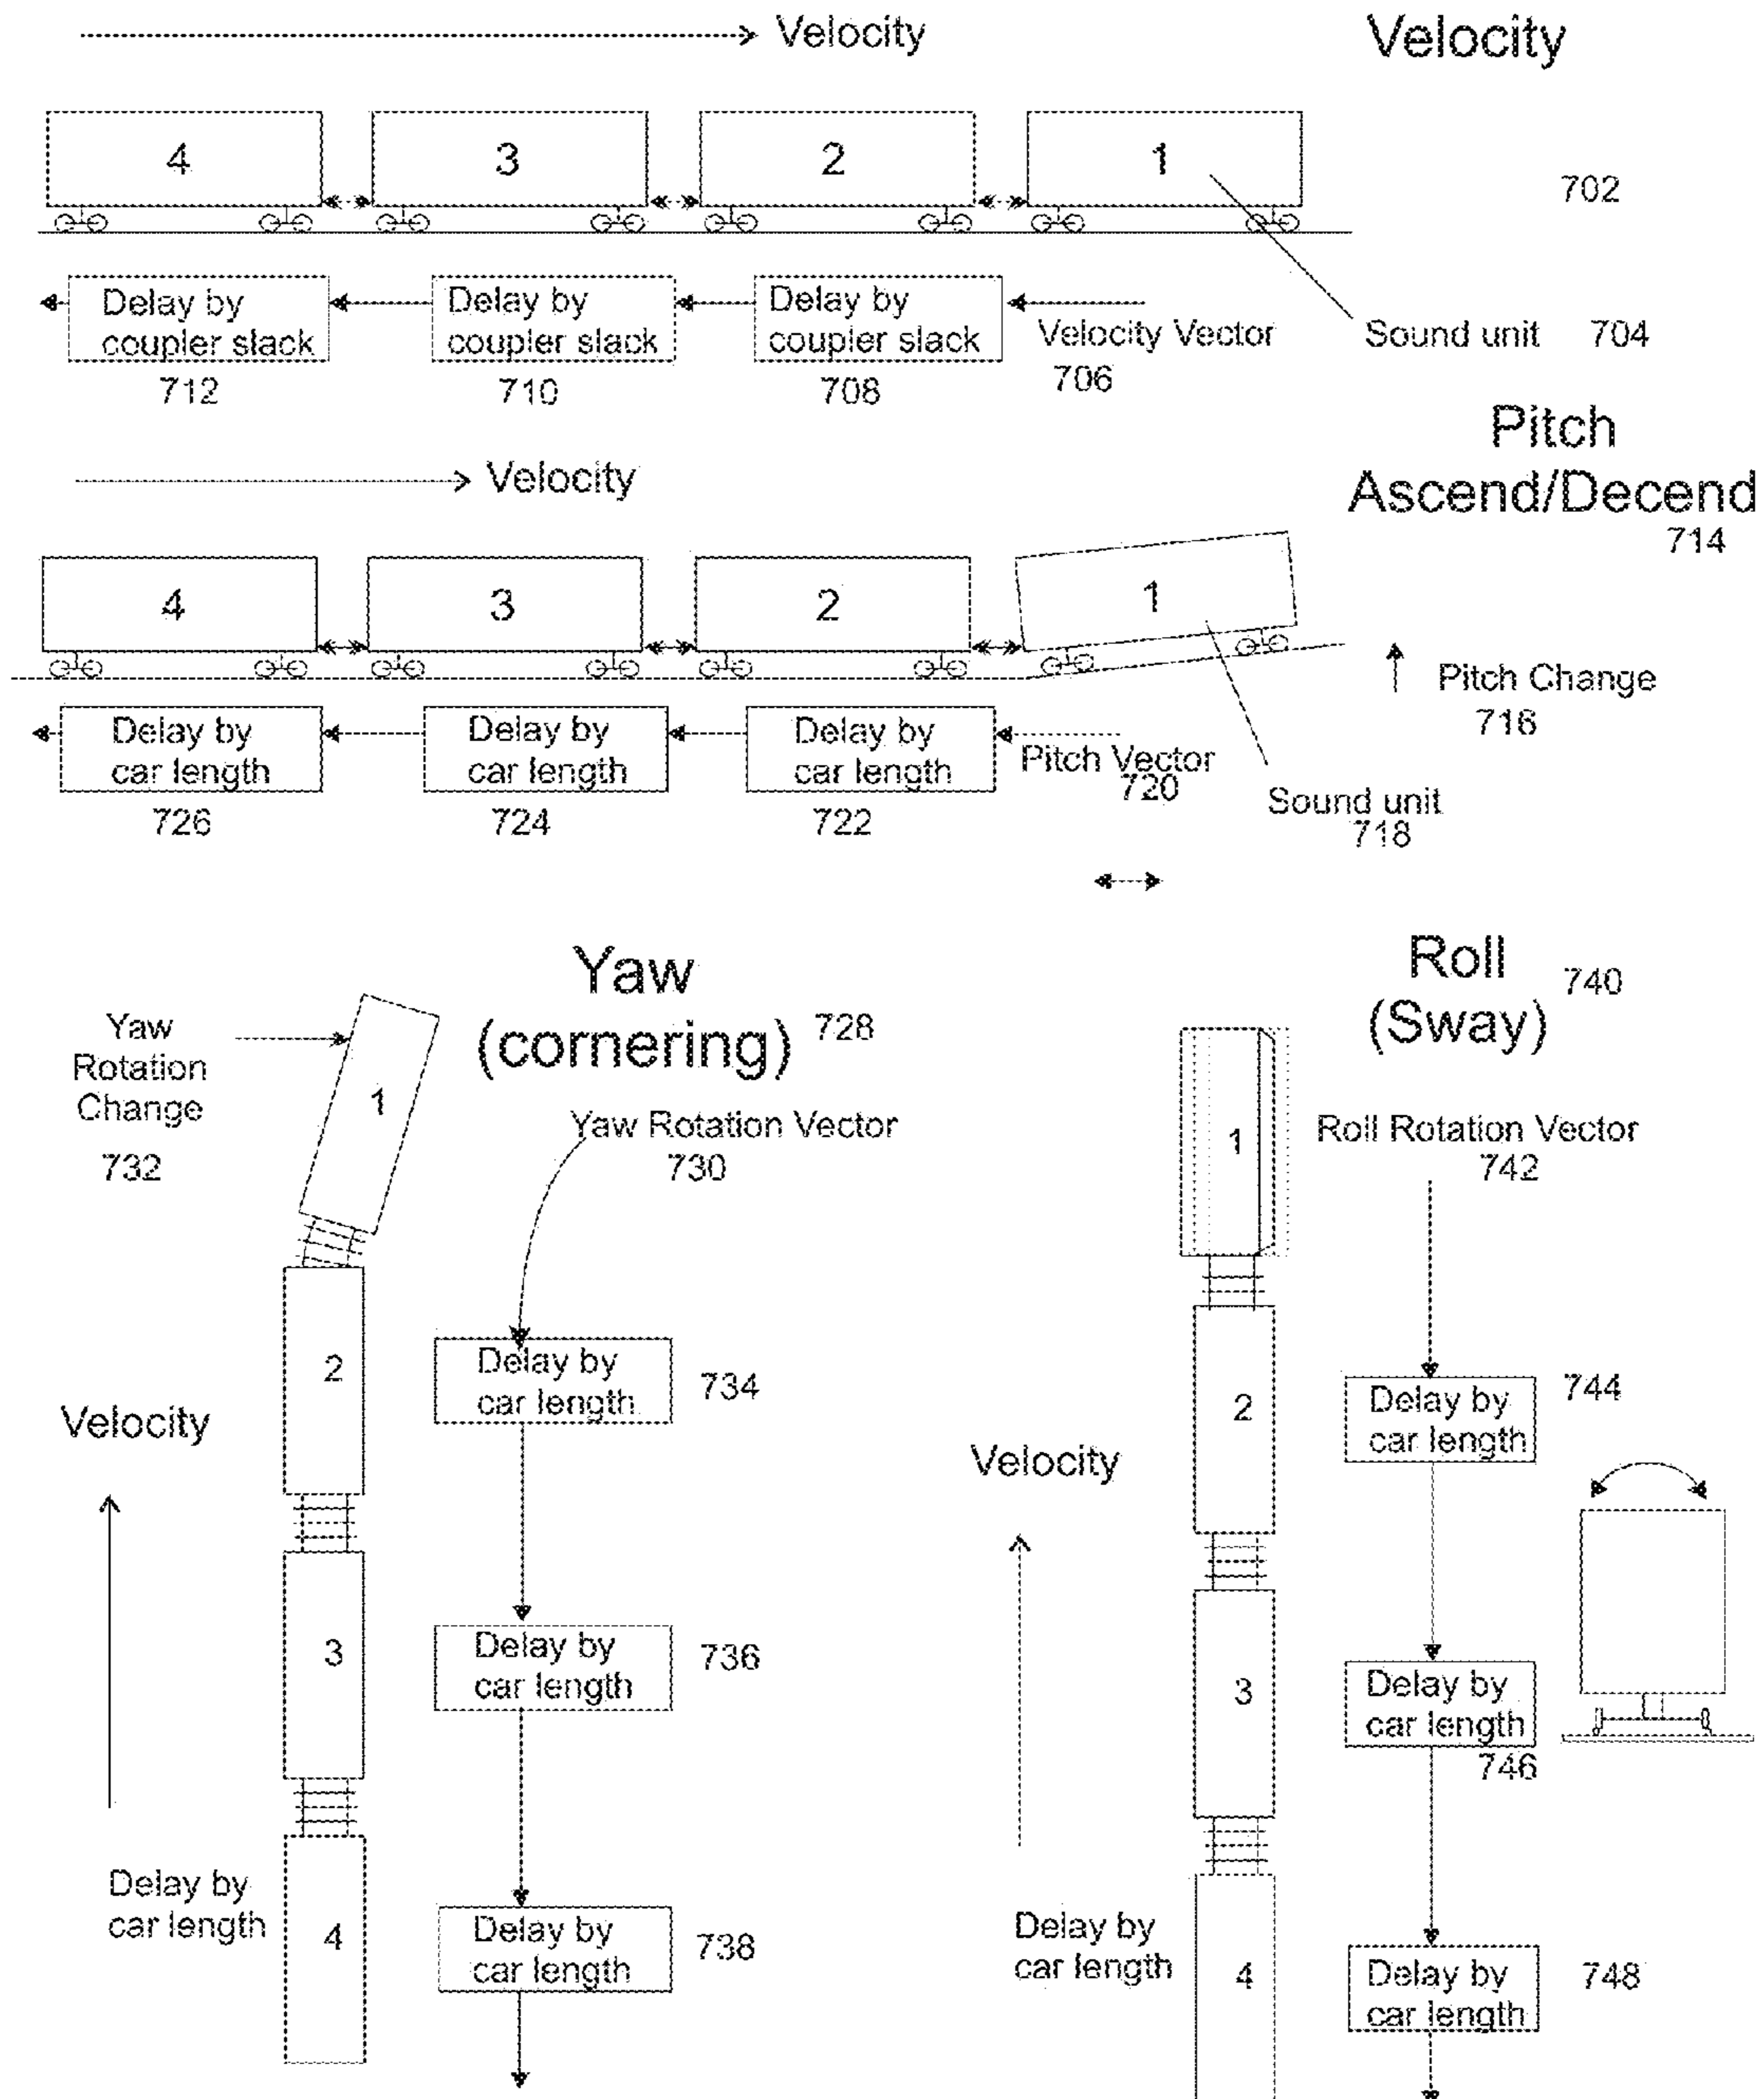 Velocity
Velocity
4
3
2
1
702
Delay by
coupler slack
Delay by
coupler slack
Delay by
coupler slack
Velocity Vector
Sound unit
704
712
710
708
706
Pitch
Ascend/Decend
714
Velocity
4
3
2
1
Pitch Change
716
Delay by
car length
Delay by
car length
Delay by
car length
Pitch Vector
720
726
724
722
Sound unit
718
Yaw
(cornering)
728
Yaw
Rotation
Change
732
1
Yaw Rotation Vector
730
2
Delay by
car length
734
Velocity
3
Delay by
car length
736
Delay by
car length
4
Delay by
car length
738
Roll
(Sway)
740
1
Roll Rotation Vector
742
2
Delay by
car length
744
Velocity
3
Delay by
car length
746
Delay by
car length
4
Delay by
car length
748